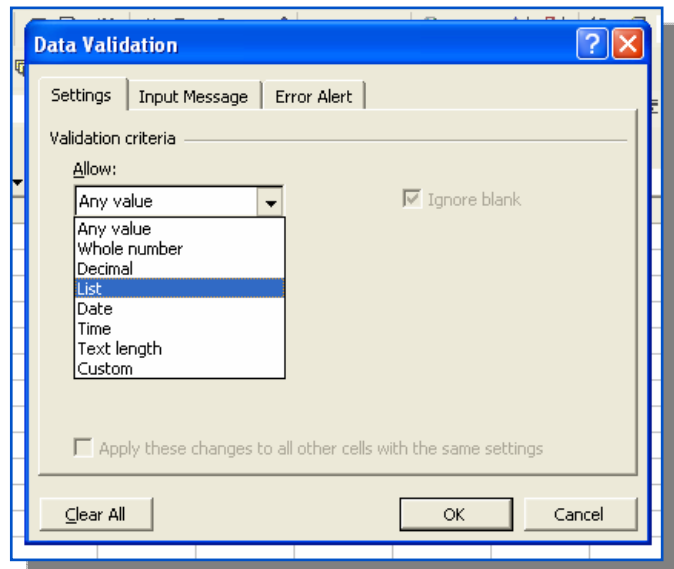 Data Validation
Settings Input Message Error Alert
Validation criteria
Allow:
Any value Ignore blank
Any value
Whole number
Decimal
List
Date
Time
Text length
Custom
Apply these changes to all other cells with the same settings
Clear All OK Cancel